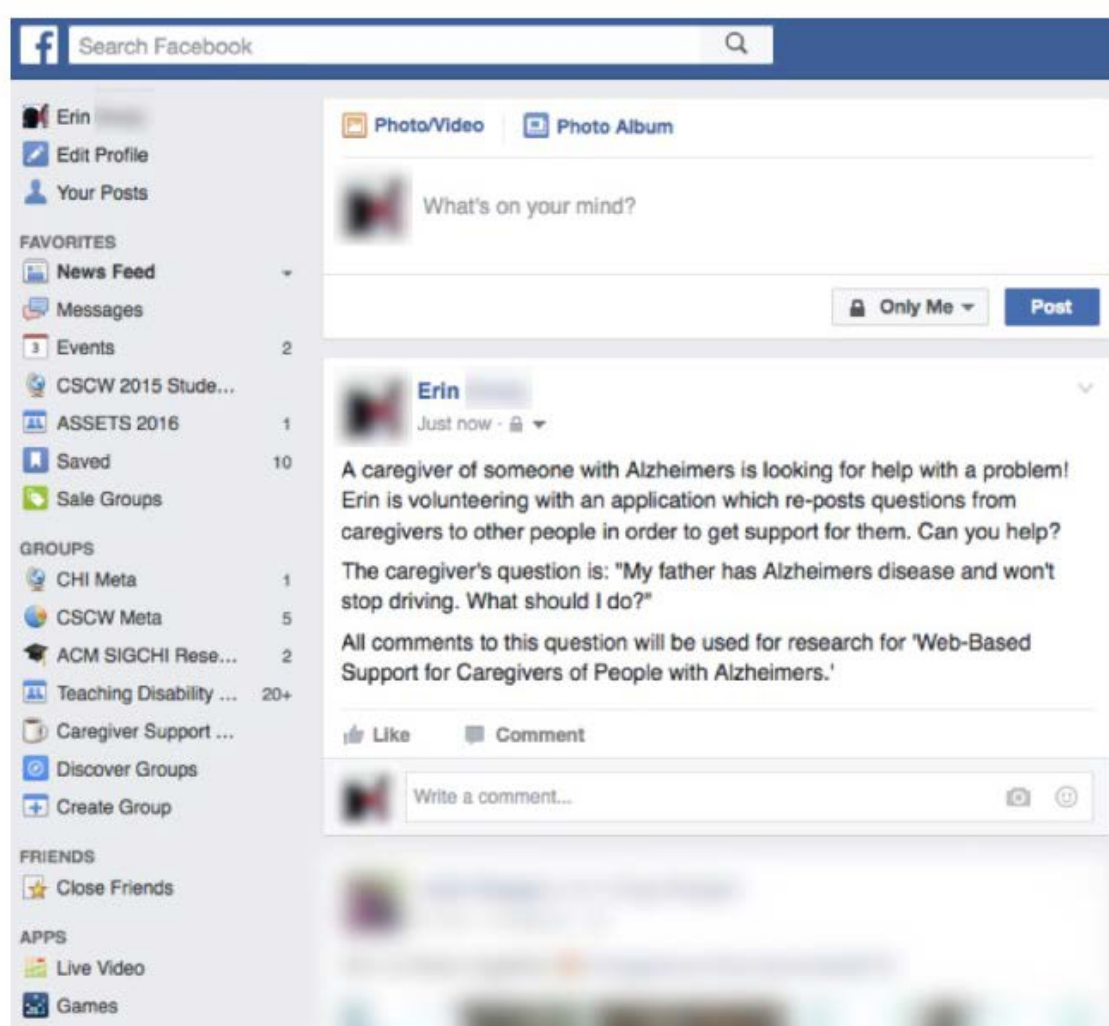 f
Search Facebook
Erin
Edit Profile
Your Posts
FAVORITES
News Feed
Messages
3 Events 2
CSCW 2015 Stude...
ASSETS 2016 1
Saved 10
Sale Groups
GROUPS
CHI Meta 1
CSCW Meta 5
ACM SIGCHI Rese... 2
Teaching Disability ... 20+
Caregiver Support ...
Discover Groups
Create Group
FRIENDS
Close Friends
APPS
Live Video
Games
Photo/Video Photo Album
What's on your mind?
Only Me Post
Erin
Just now ·
A caregiver of someone with Alzheimers is looking for help with a problem!
Erin is volunteering with an application which re-posts questions from
caregivers to other people in order to get support for them. Can you help?
The caregiver's question is: "My father has Alzheimers disease and won't
stop driving. What should I do?"
All comments to this question will be used for research for 'Web-Based
Support for Caregivers of People with Alzheimers.'
Like Comment
Write a comment...